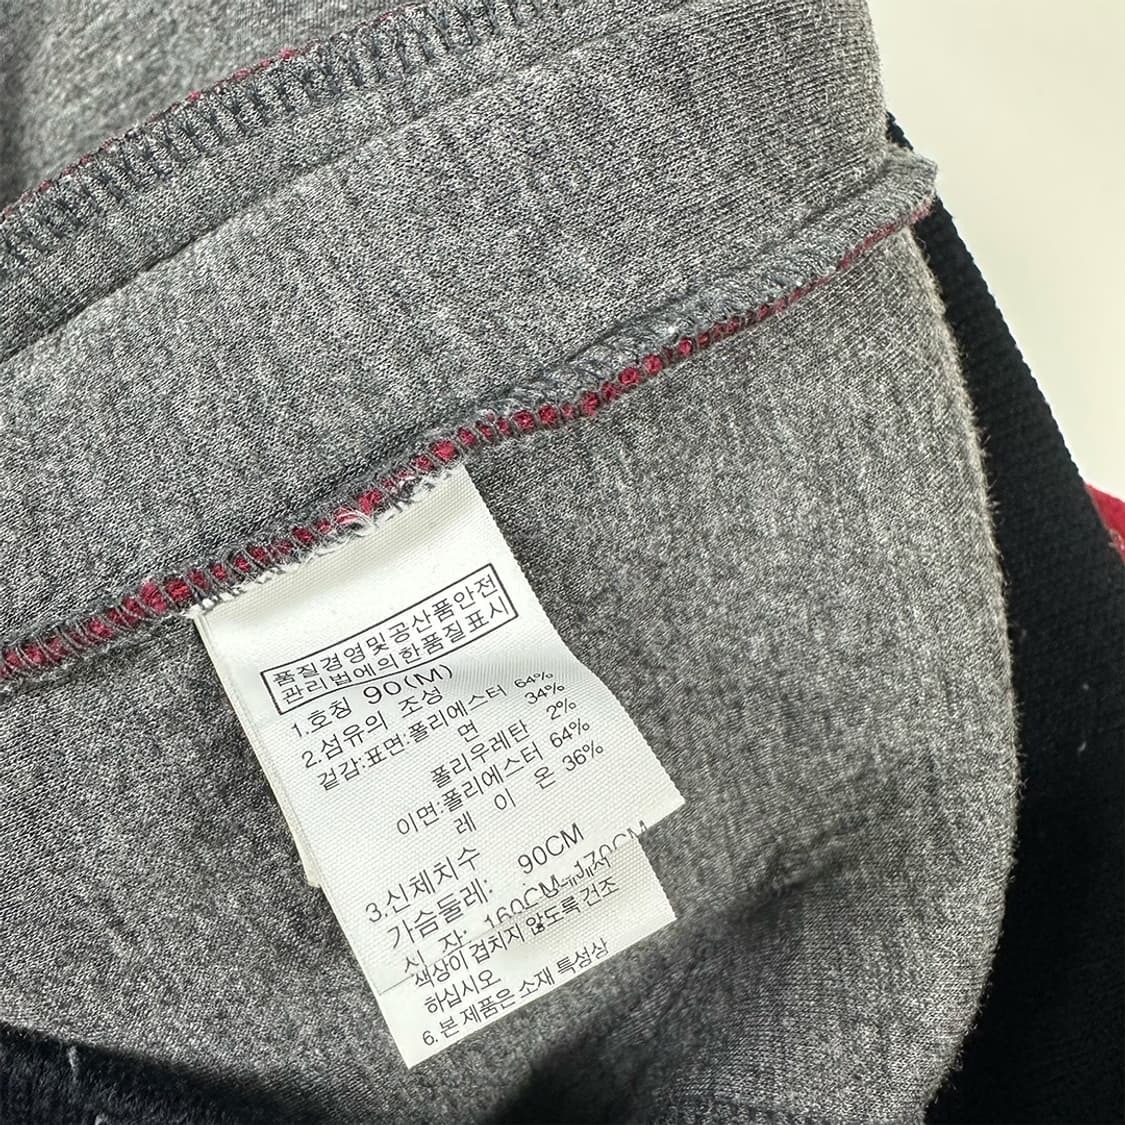 품질경영및공산품안전
관리법에의한품질표시
1.호칭 90(M)
2.섬유의 조성
겉감:표면:폴리에스터 64%
면 34%
폴리우레탄 2%
이면:폴리에스터 64%
레 이 온 36%
3.신체치수
가슴둘레: 90CM
신 자: 160CM-170CM
색상이 겹치지 않도록 건조
하십시오
6.본 제품은 소재 특성상